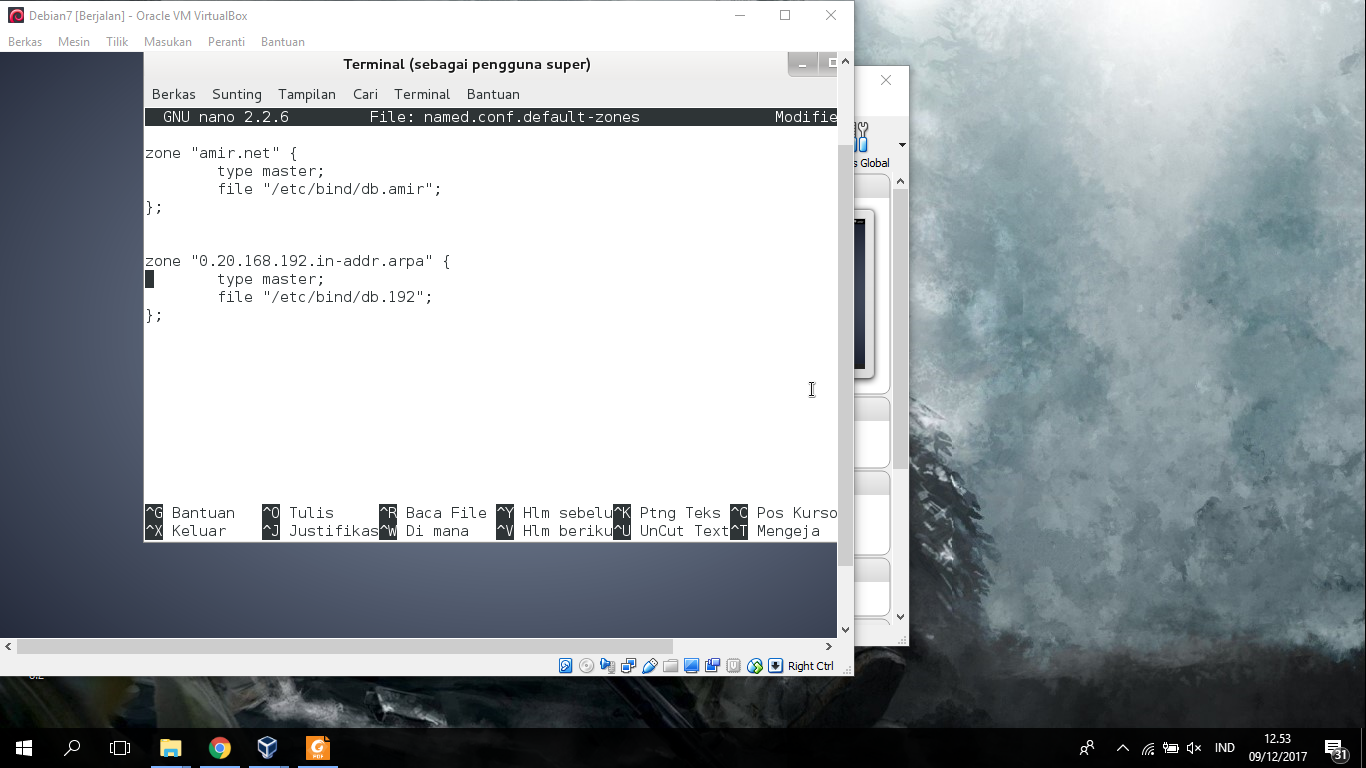 Debian7 [Berjalan] - Oracle VM VirtualBox
Berkas Mesin Tilik Masukan Peranti Bantuan
Terminal (sebagai pengguna super)
Berkas Sunting Tampilan Cari Terminal Bantuan
GNU nano 2.2.6 File: named.conf.default-zones Modifie
zone "amir.net" {
type master;
file "/etc/bind/db.amir";
};
zone "0.20.168.192.in-addr.arpa" {
type master;
file "/etc/bind/db.192";
};
^G Bantuan ^O Tulis ^R Baca File ^Y Hlm sebelu ^K Ptng Teks ^C Pos Kurso
^X Keluar ^J Justifikas ^W Di mana ^V Hlm beriku ^U UnCut Text ^T Mengeja
s Global
Right Ctrl
IND
12.53
09/12/2017
31